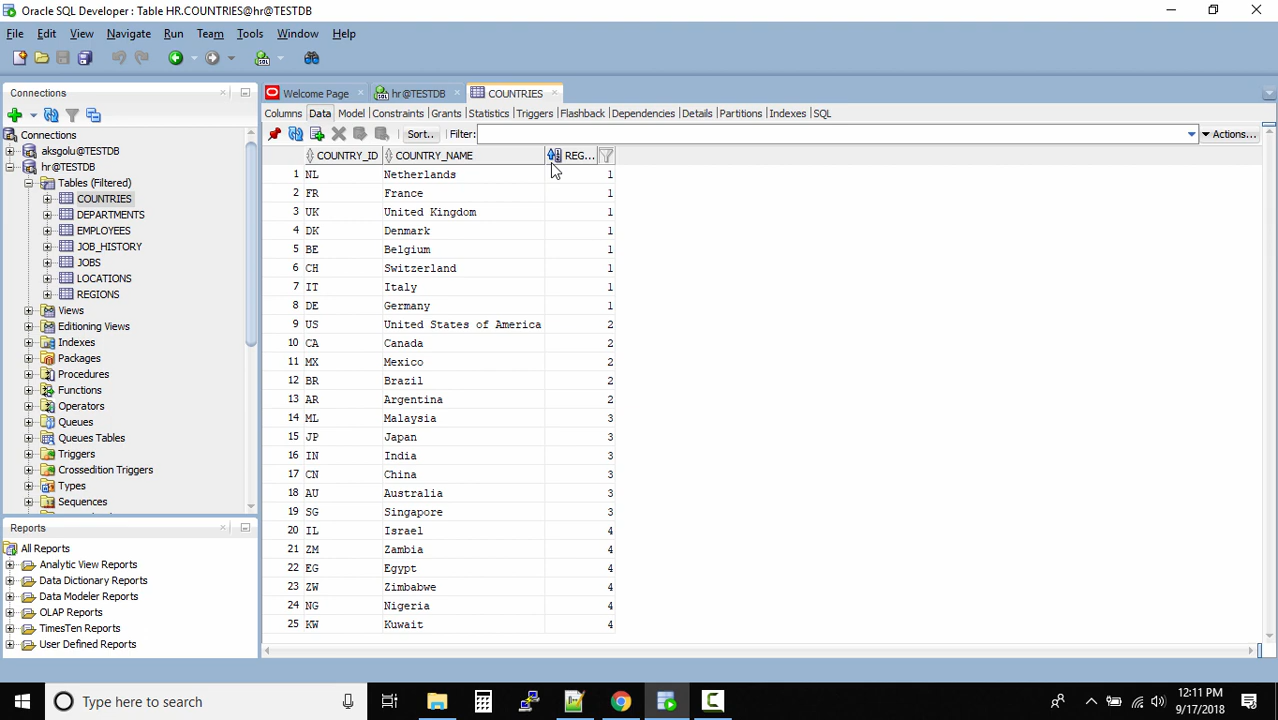 Oracle SQL Developer : Table HR.COUNTRIES@hr@TESTDB
File Edit View Navigate Run Team Tools Window Help
Connections
Connections
aksgolu@TESTDB
hr@TESTDB
Tables (Filtered)
COUNTRIES
DEPARTMENTS
EMPLOYEES
JOB_HISTORY
JOBS
LOCATIONS
REGIONS
Views
Editioning Views
Indexes
Packages
Procedures
Functions
Operators
Queues
Queues Tables
Triggers
Crossedition Triggers
Types
Sequences
Reports
All Reports
Analytic View Reports
Data Dictionary Reports
Data Modeler Reports
OLAP Reports
TimesTen Reports
User Defined Reports
Welcome Page hr@TESTDB COUNTRIES
Columns Data Model Constraints Grants Statistics Triggers Flashback Dependencies Details Partitions Indexes SQL
Sort.. Filter: Actions...
COUNTRY_ID COUNTRY_NAME REG...
1 NL Netherlands 1
2 FR France 1
3 UK United Kingdom 1
4 DK Denmark 1
5 BE Belgium 1
6 CH Switzerland 1
7 IT Italy 1
8 DE Germany 1
9 US United States of America 2
10 CA Canada 2
11 MX Mexico 2
12 BR Brazil 2
13 AR Argentina 2
14 ML Malaysia 3
15 JP Japan 3
16 IN India 3
17 CN China 3
18 AU Australia 3
19 SG Singapore 3
20 IL Israel 4
21 ZM Zambia 4
22 EG Egypt 4
23 ZW Zimbabwe 4
24 NG Nigeria 4
25 KW Kuwait 4
Type here to search
12:11 PM
9/17/2018